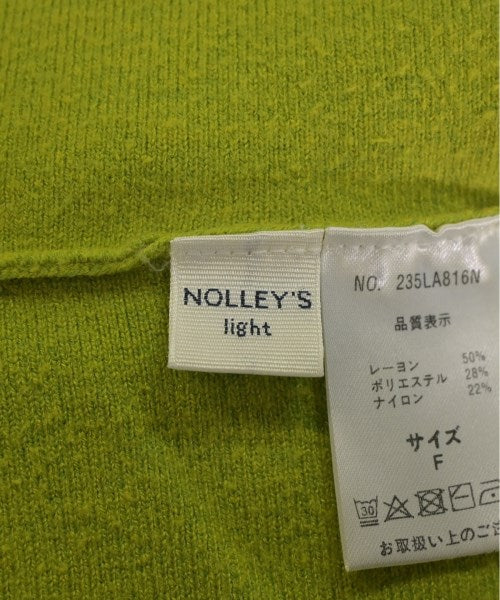 NOLLEY'S
light
NO. 235LA816N
品質表示
レーヨン 50%
ポリエステル 28%
ナイロン 22%
サイズ
F
30
お取扱い上のご